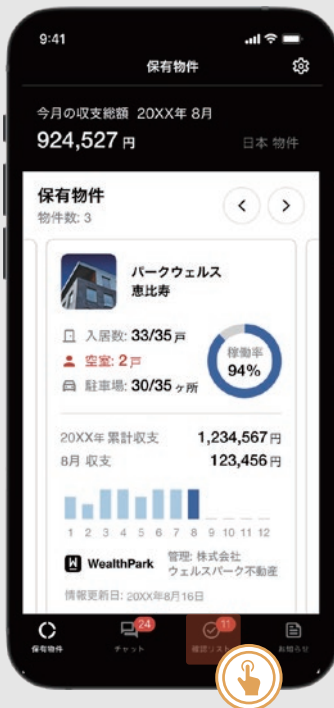 9:41
保有物件
今月の収支総額 20XX年 8月
924,527 円
日本 物件
保有物件
物件数: 3
パークウェルス
恵比寿
入居数: 33/35 戸
空室: 2戸
駐車場: 30/35 ヶ所
稼働率
94%
20XX年 累計収支 1,234,567 円
8月 収支 123,456 円
1 2 3 4 5 6 7 8 9 10 11 12
WealthPark
管理: 株式会社
ウェルスパーク不動産
情報更新日: 20XX年8月16日
24
11
保有物件
チャット
確認リスト
お知らせ